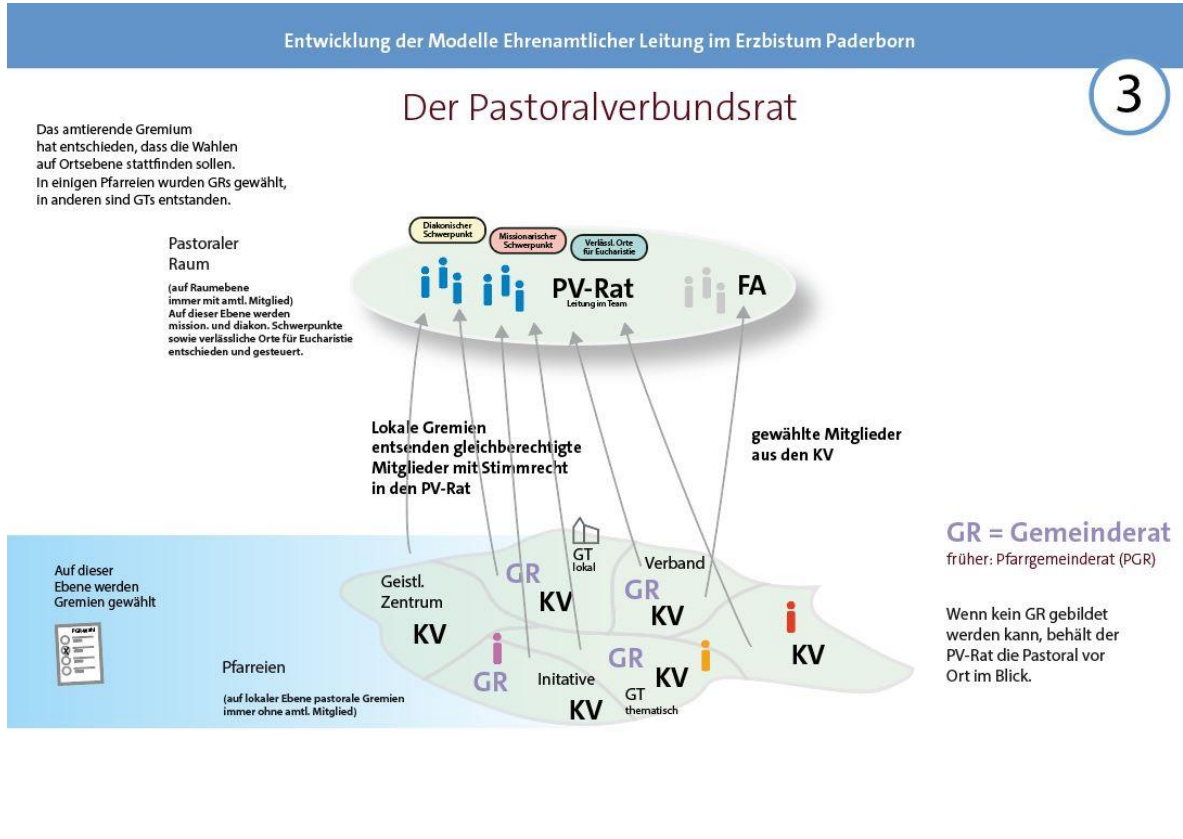 Entwicklung der Modelle Ehrenamtlicher Leitung im Erzbistum Paderborn
3
Der Pastoralverbundsrat
Das amtierende Gremium
hat entschieden, dass die Wahlen
auf Ortsebene stattfinden sollen.
In einigen Pfarreien wurden GRs gewählt,
in anderen sind GTs entstanden.
Pastoraler
Raum
(auf Raumebene
immer mit amtl. Mitglied)
Auf dieser Ebene werden
mission. und diakon. Schwerpunkte
sowie verlässliche Orte für Eucharistie
entschieden und gesteuert.
Diakonischer
Schwerpunkt
Missionarischer
Schwerpunkt
Verlässl. Orte
für Eucharistie
PV-Rat
Leitung im Team
FA
Lokale Gremien
entsenden gleichberechtigte
Mitglieder mit Stimmrecht
in den PV-Rat
gewählte Mitglieder
aus den KV
Auf dieser
Ebene werden
Gremien gewählt
Pfarreien
(auf lokaler Ebene pastorale Gremien
immer ohne amtl. Mitglied)
Geistl.
Zentrum
KV
GR
KV
GT
lokal
Verband
GR
KV
KV
GR
Initative
KV
GR
KV
GT
thematisch
GR = Gemeinderat
früher: Pfarrgemeinderat (PGR)
Wenn kein GR gebildet
werden kann, behält der
PV-Rat die Pastoral vor
Ort im Blick.